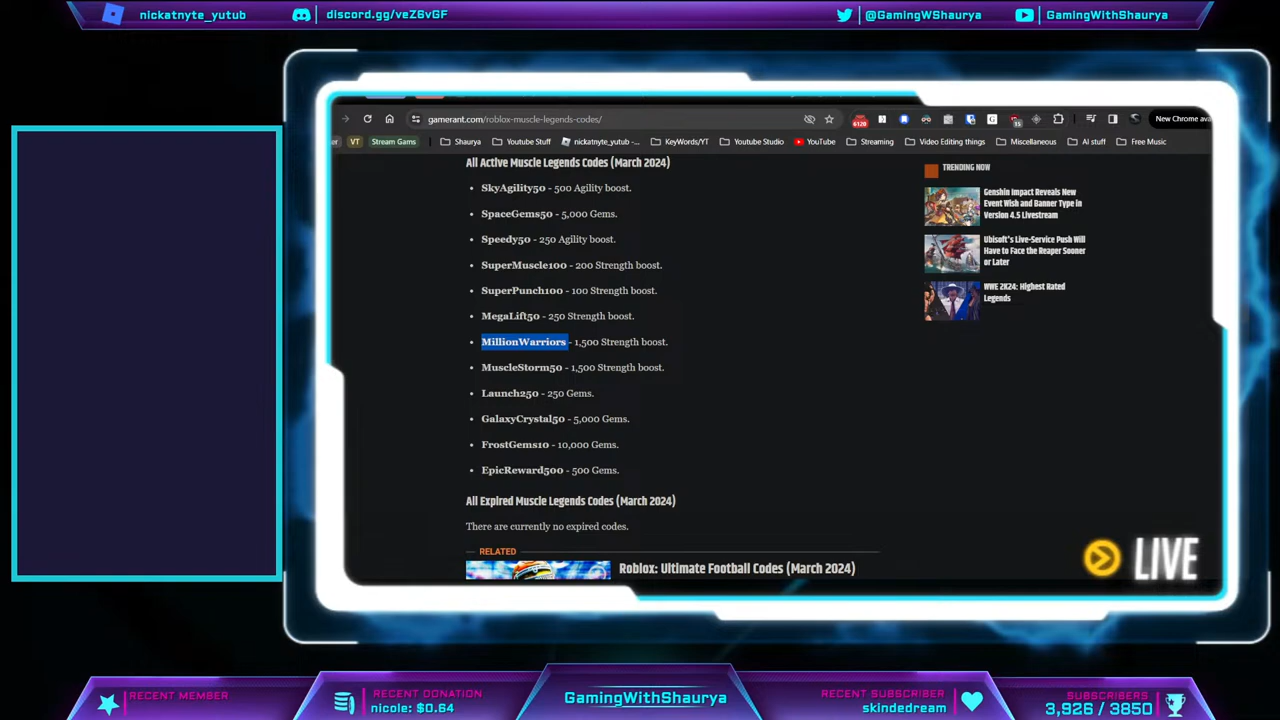 nickatnyte_yutub
discord.gg/veZ6vGF
@GamingWShaurya
GamingWithShaurya
gamerant.com/roblox-muscle-legends-codes/
6120
G
15
New Chrome avai
VT
Stream Gams
Shaurya
Youtube Stuff
nickatnyte_yutub -...
KeyWords/YT
Youtube Studio
YouTube
Streaming
Video Editing things
Miscellaneous
AI stuff
Free Music
All Active Muscle Legends Codes (March 2024)
• SkyAgility50 - 500 Agility boost.
• SpaceGems50 - 5,000 Gems.
• Speedy50 - 250 Agility boost.
• SuperMuscle100 - 200 Strength boost.
• SuperPunch100 - 100 Strength boost.
• MegaLift50 - 250 Strength boost.
• MillionWarriors - 1,500 Strength boost.
• MuscleStorm50 - 1,500 Strength boost.
• Launch250 - 250 Gems.
• GalaxyCrystal50 - 5,000 Gems.
• FrostGems10 - 10,000 Gems.
• EpicReward500 - 500 Gems.
All Expired Muscle Legends Codes (March 2024)
There are currently no expired codes.
RELATED
Roblox: Ultimate Football Codes (March 2024)
TRENDING NOW
Genshin Impact Reveals New
Event Wish and Banner Type in
Version 4.5 Livestream
Ubisoft's Live-Service Push Will
Have to Face the Reaper Sooner
or Later
WWE 2K24: Highest Rated
Legends
LIVE
RECENT MEMBER
RECENT DONATION
nicole: $0.64
GamingWithShaurya
RECENT SUBSCRIBER
skindedream
SUBSCRIBERS
3,926 / 3850